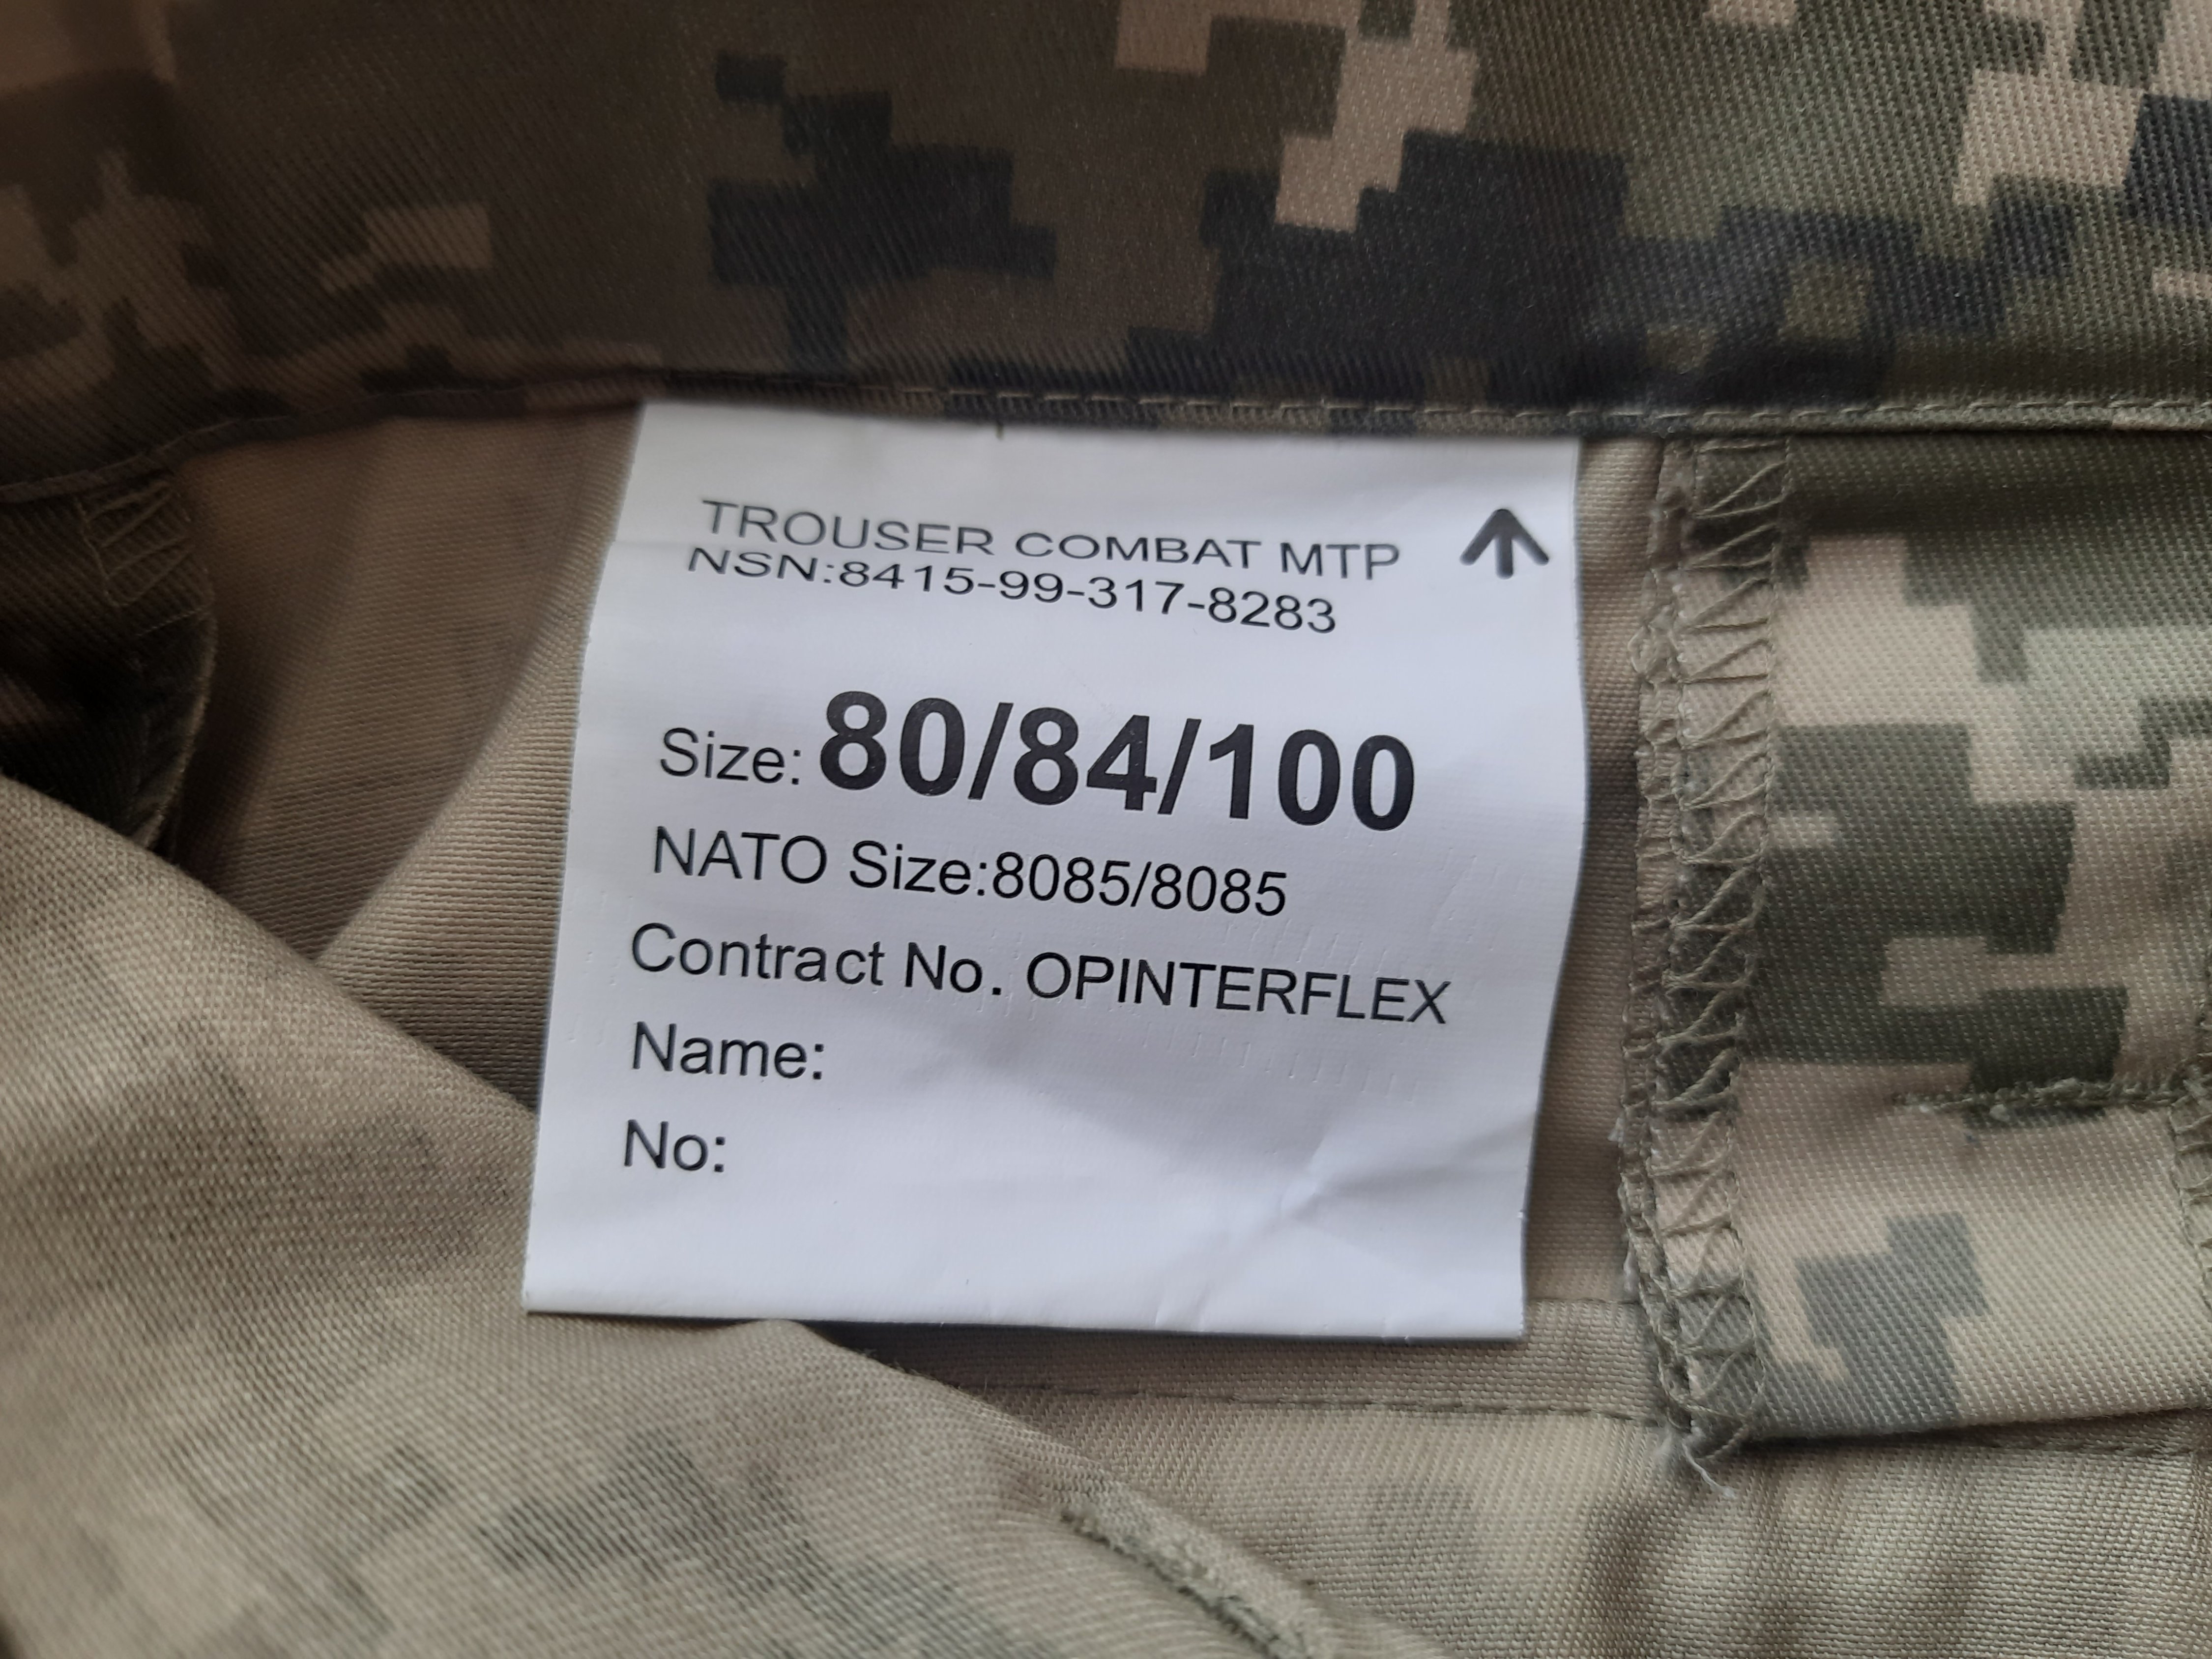 TROUSER COMBAT MTP
NSN:8415-99-317-8283
Size: 80/84/100
NATO Size:8085/8085
Contract No. OPINTERFLEX
Name:
No: